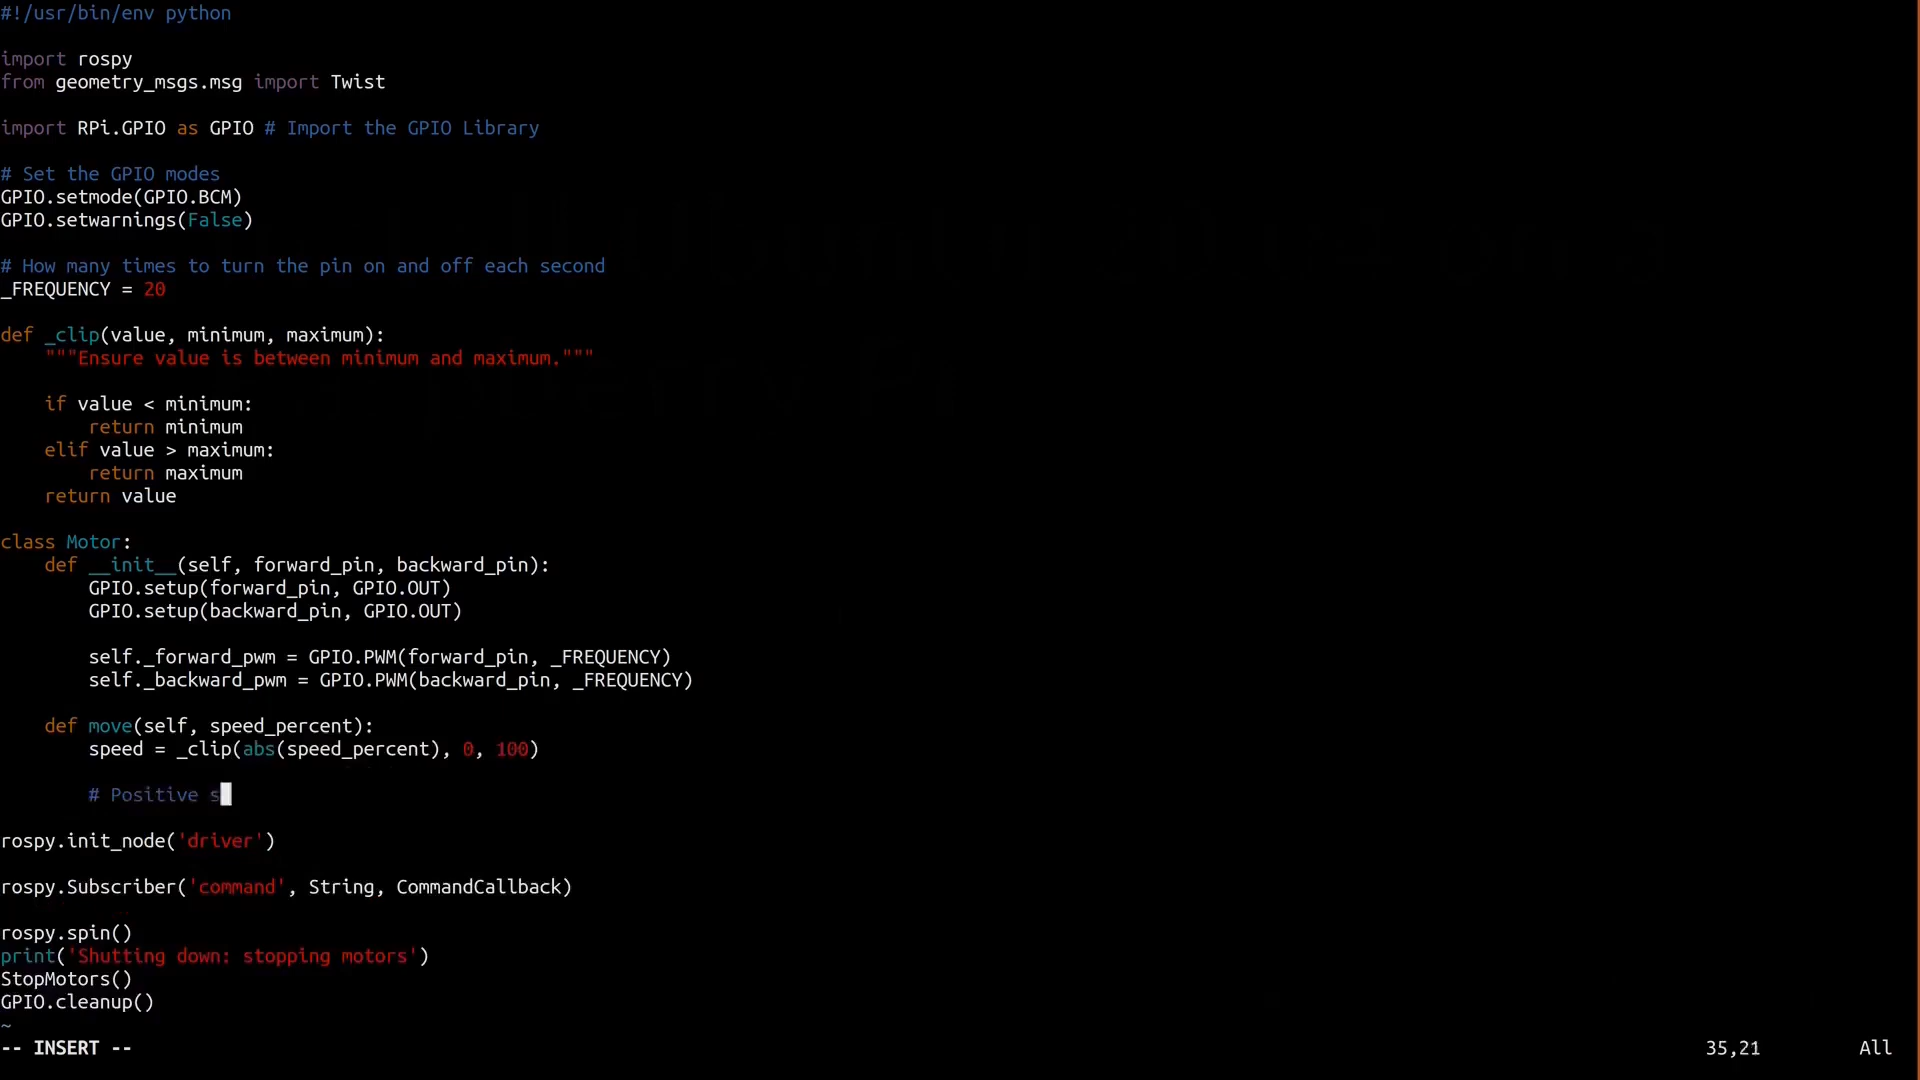 #!/usr/bin/env python
import rospy
from geometry_msgs.msg import Twist
import RPi.GPIO as GPIO # Import the GPIO Library
# Set the GPIO modes
GPIO.setmode(GPIO.BCM)
GPIO.setwarnings(False)
# How many times to turn the pin on and off each second
_FREQUENCY = 20
def _clip(value, minimum, maximum):
    """Ensure value is between minimum and maximum."""
    if value < minimum:
        return minimum
    elif value > maximum:
        return maximum
    return value
class Motor:
    def __init__(self, forward_pin, backward_pin):
        GPIO.setup(forward_pin, GPIO.OUT)
        GPIO.setup(backward_pin, GPIO.OUT)
        self._forward_pwm = GPIO.PWM(forward_pin, _FREQUENCY)
        self._backward_pwm = GPIO.PWM(backward_pin, _FREQUENCY)
    def move(self, speed_percent):
        speed = _clip(abs(speed_percent), 0, 100)
        # Positive s
rospy.init_node('driver')
rospy.Subscriber('command', String, CommandCallback)
rospy.spin()
print('Shutting down: stopping motors')
StopMotors()
GPIO.cleanup()
~
-- INSERT -- 35,21 All